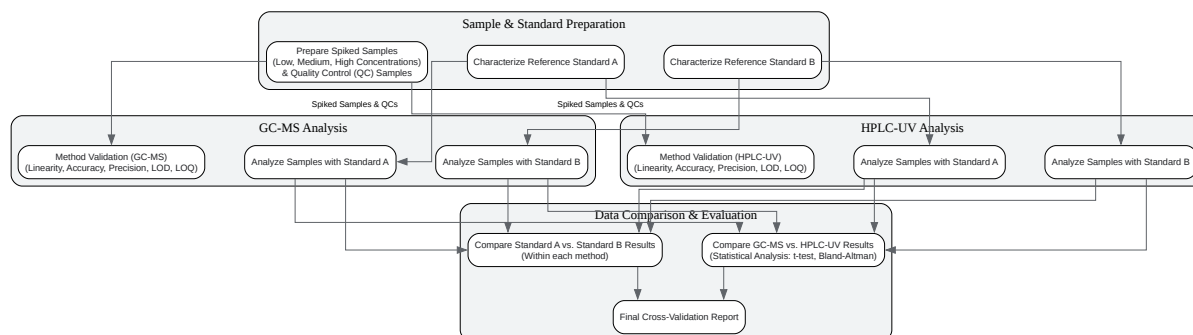 Sample & Standard Preparation
Prepare Spiked Samples
(Low, Medium, High Concentrations)
& Quality Control (QC) Samples
Characterize Reference Standard A
Characterize Reference Standard B
Spiked Samples & QCs
Spiked Samples & QCs
GC-MS Analysis
Method Validation (GC-MS)
(Linearity, Accuracy, Precision, LOD, LOQ)
Analyze Samples with Standard A
Analyze Samples with Standard B
HPLC-UV Analysis
Method Validation (HPLC-UV)
(Linearity, Accuracy, Precision, LOD, LOQ)
Analyze Samples with Standard A
Analyze Samples with Standard B
Data Comparison & Evaluation
Compare Standard A vs. Standard B Results
(Within each method)
Compare GC-MS vs. HPLC-UV Results
(Statistical Analysis: t-test, Bland-Altman)
Final Cross-Validation Report